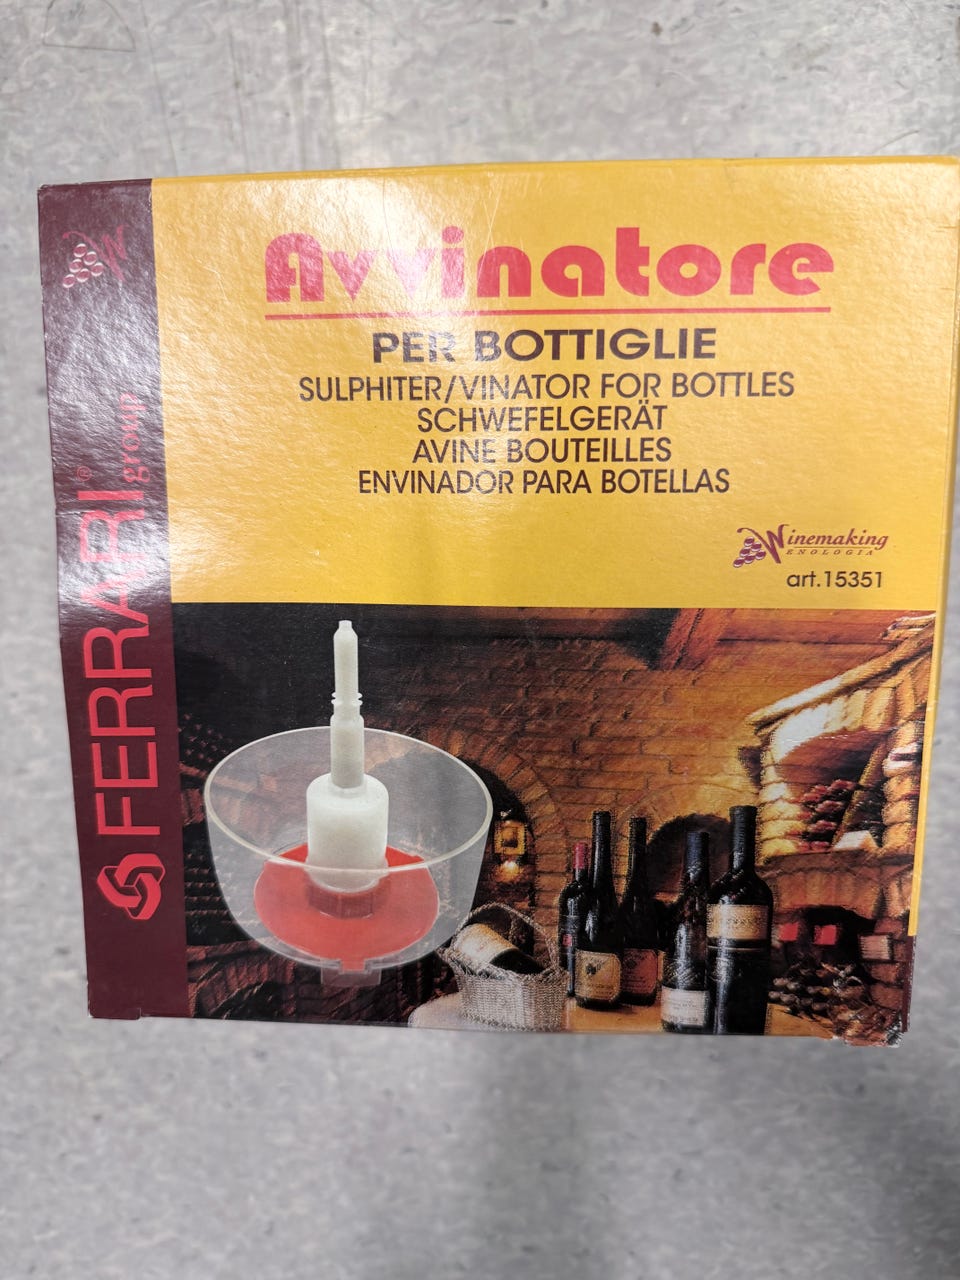 Avvinatore
PER BOTTIGLIE
SULPHITER/VINATOR FOR BOTTLES
SCHWEFELGERÄT
AVINE BOUTEILLES
ENVINADOR PARA BOTELLAS
Winemaking
ENOLOGIA
art.15351
FERRARI® group